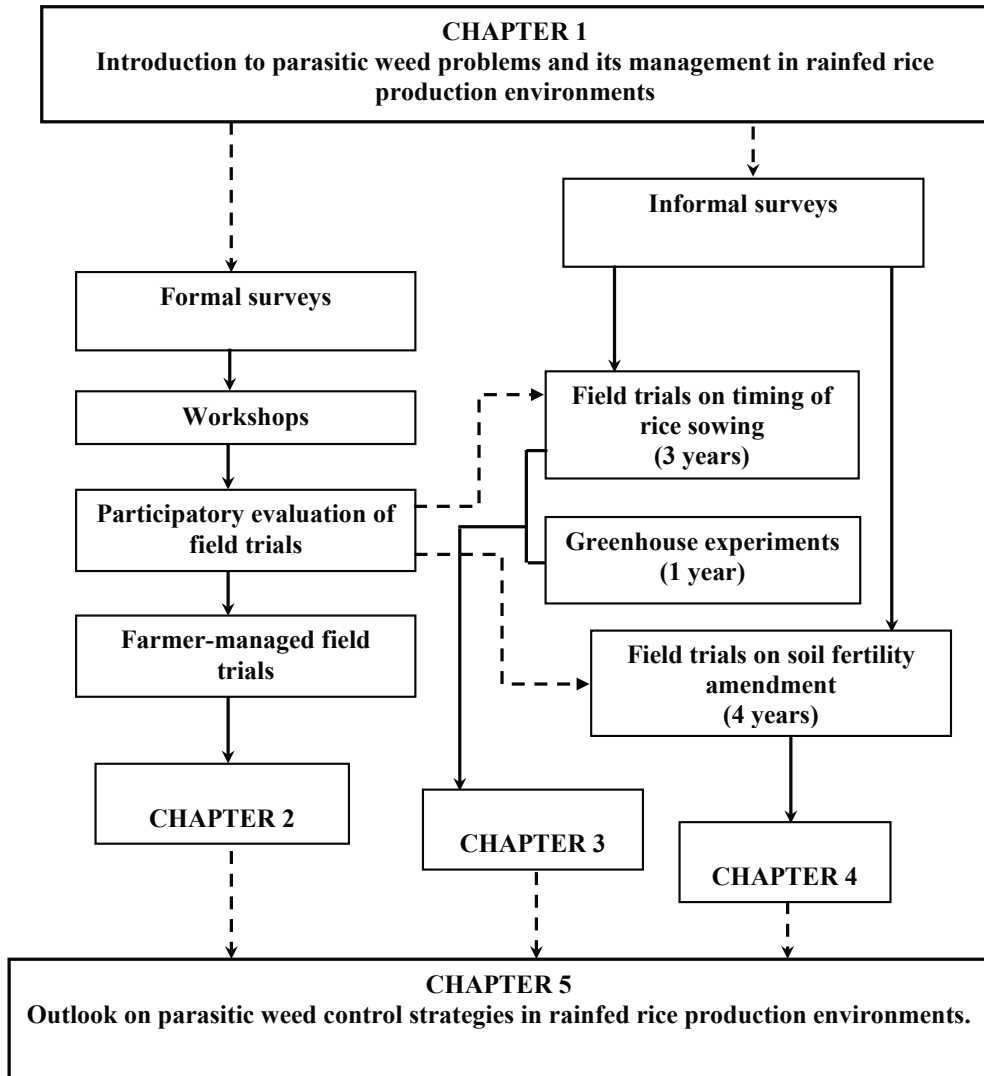 CHAPTER 1
Introduction to parasitic weed problems and its management in rainfed rice
production environments
Informal surveys
Formal surveys
Workshops
Participatory evaluation of
field trials
Farmer-managed field
trials
Field trials on timing of
rice sowing
(3 years)
Greenhouse experiments
(1 year)
Field trials on soil fertility
amendment
(4 years)
CHAPTER 2
CHAPTER 3
CHAPTER 4
CHAPTER 5
Outlook on parasitic weed control strategies in rainfed rice production environments.